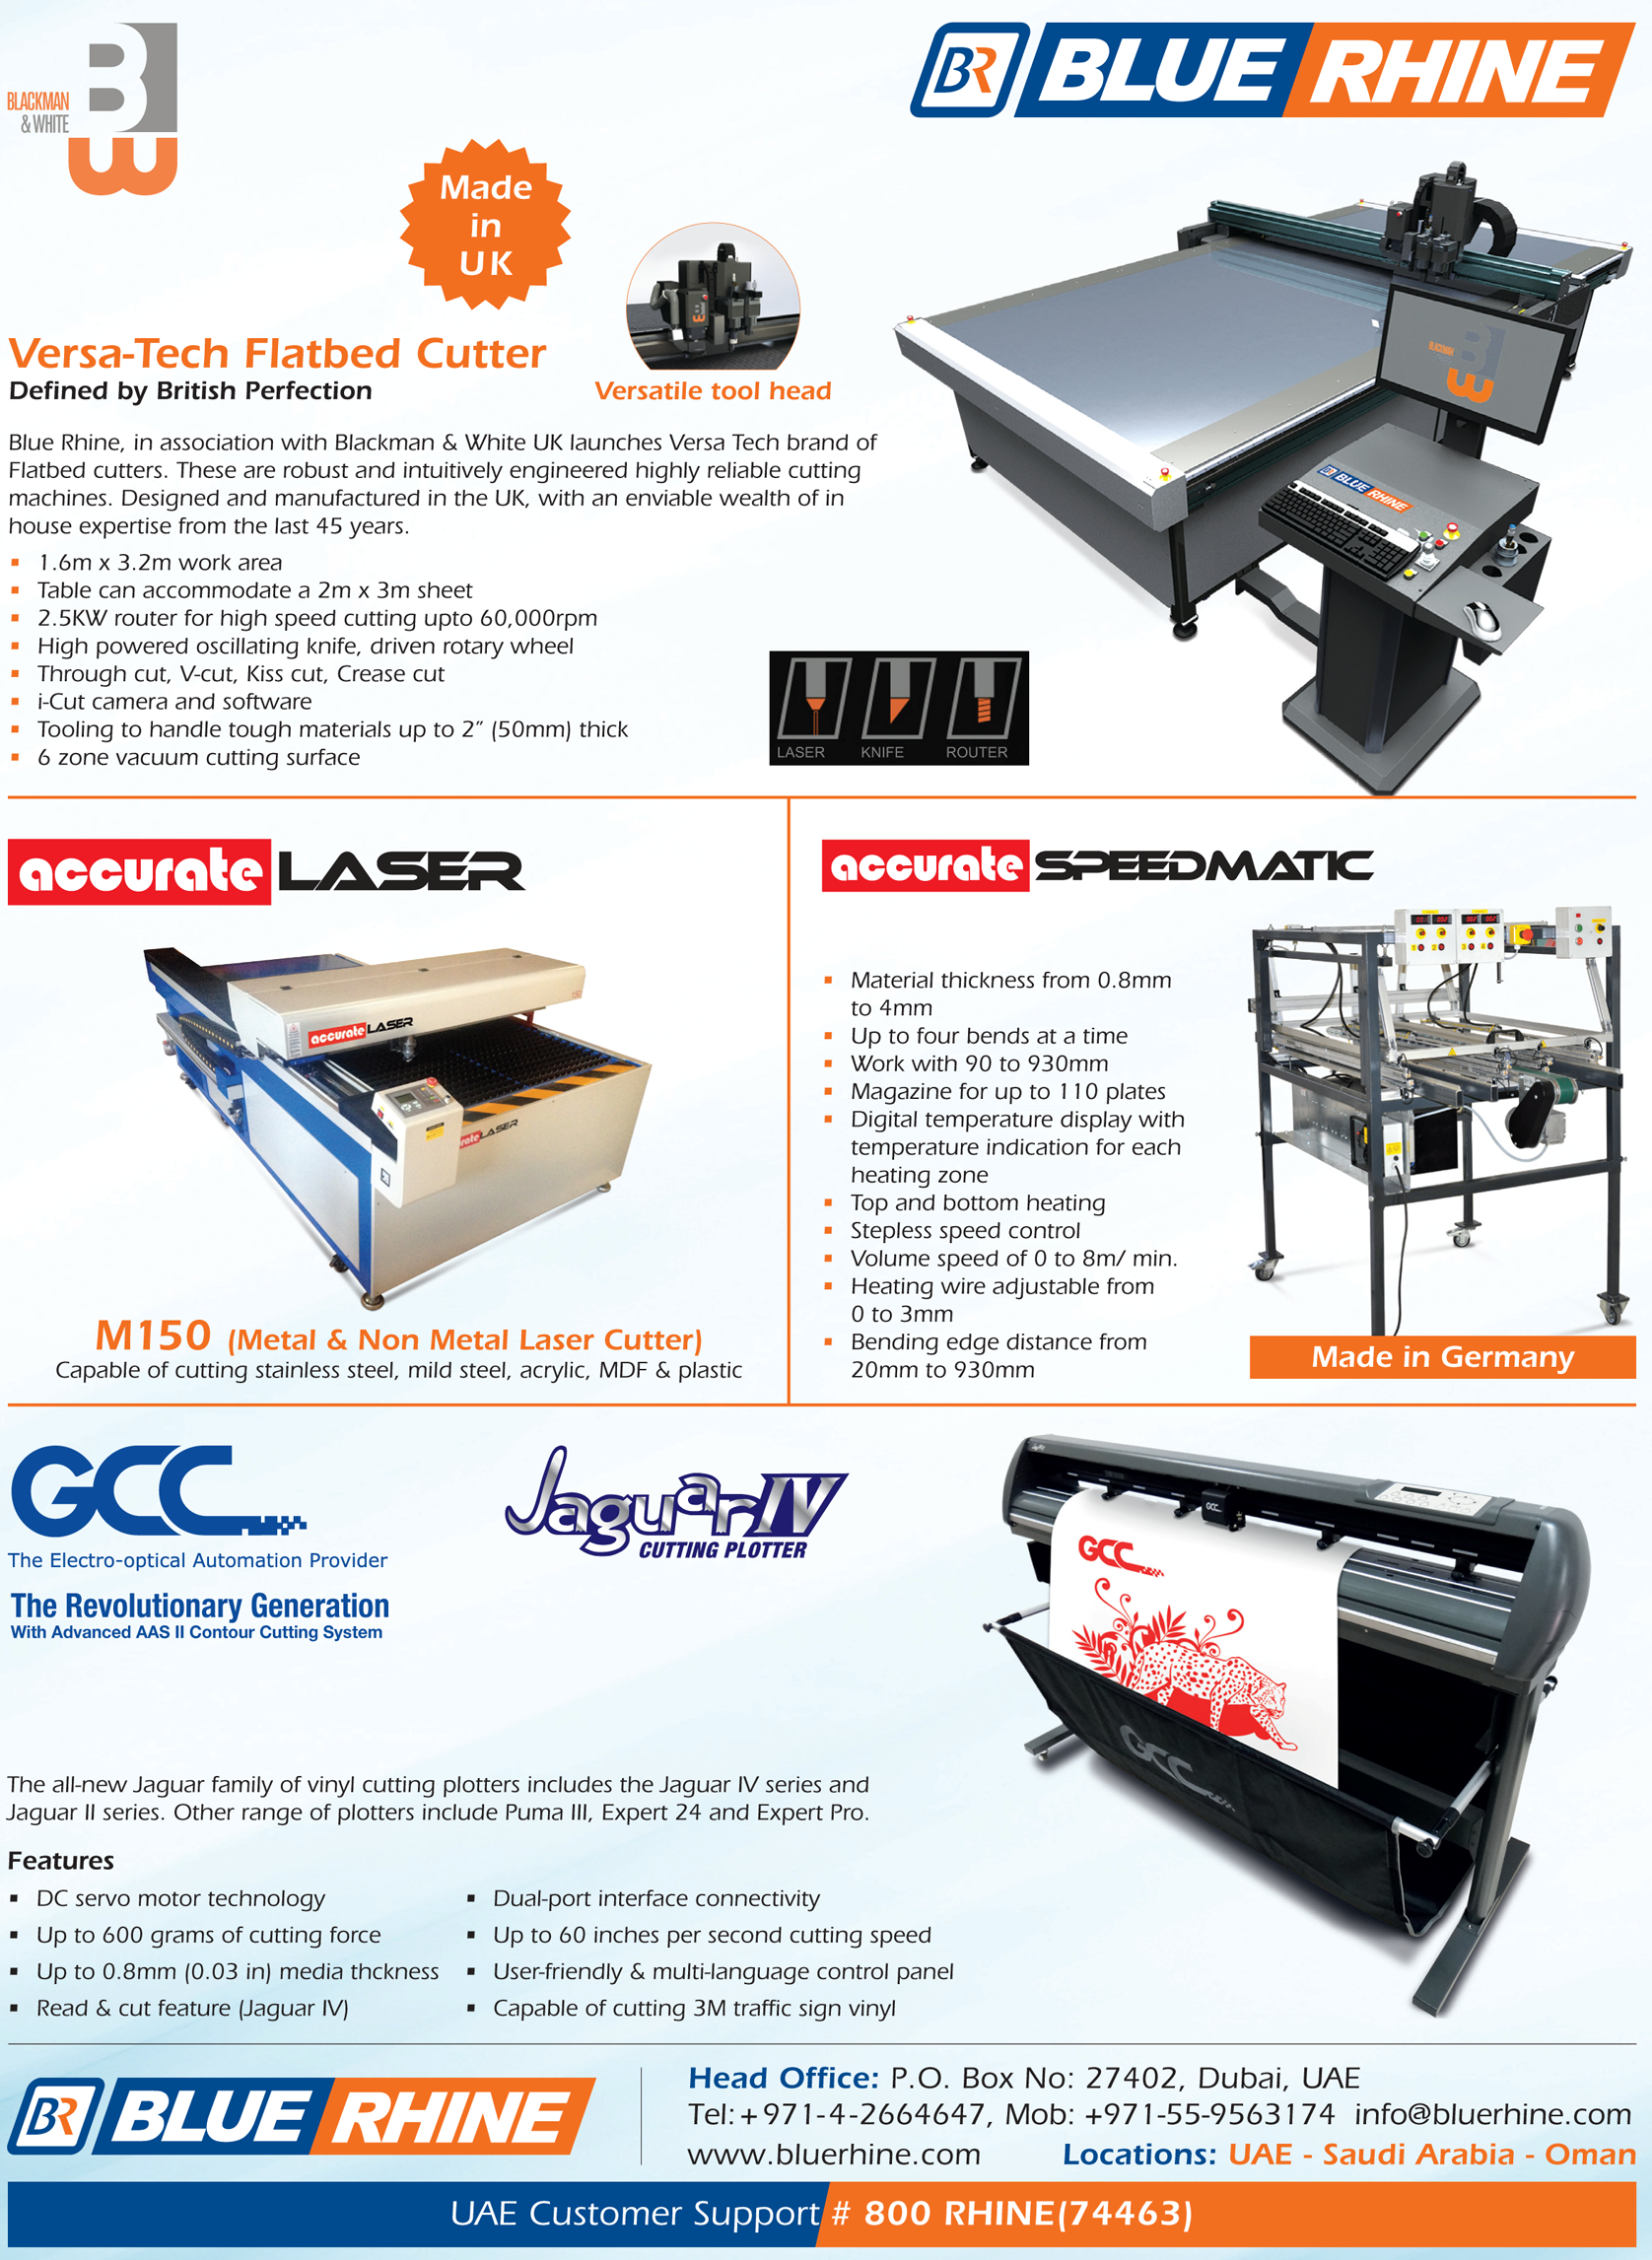 BLACKMAN
& WHITE
BW
BR BLUE RHINE
Made
in
UK
Versa-Tech Flatbed Cutter
Defined by British Perfection
Versatile tool head
Blue Rhine, in association with Blackman & White UK launches Versa Tech brand of
Flatbed cutters. These are robust and intuitively engineered highly reliable cutting
machines. Designed and manufactured in the UK, with an enviable wealth of in
house expertise from the last 45 years.
▪ 1.6m x 3.2m work area
▪ Table can accommodate a 2m x 3m sheet
▪ 2.5KW router for high speed cutting upto 60,000rpm
▪ High powered oscillating knife, driven rotary wheel
▪ Through cut, V-cut, Kiss cut, Crease cut
▪ i-Cut camera and software
▪ Tooling to handle tough materials up to 2” (50mm) thick
▪ 6 zone vacuum cutting surface
LASER KNIFE ROUTER
BLACKMAN
BW
BR BLUE RHINE
accurate LASER
accurate LASER
LASER
150
M150 (Metal & Non Metal Laser Cutter)
Capable of cutting stainless steel, mild steel, acrylic, MDF & plastic
accurate SPEEDMATIC
▪ Material thickness from 0.8mm
to 4mm
▪ Up to four bends at a time
▪ Work with 90 to 930mm
▪ Magazine for up to 110 plates
▪ Digital temperature display with
temperature indication for each
heating zone
▪ Top and bottom heating
▪ Stepless speed control
▪ Volume speed of 0 to 8m/ min.
▪ Heating wire adjustable from
0 to 3mm
▪ Bending edge distance from
20mm to 930mm
Made in Germany
GCC
The Electro-optical Automation Provider
The Revolutionary Generation
With Advanced AAS II Contour Cutting System
Jaguar IV
CUTTING PLOTTER
GCC
GCC
GCC
The all-new Jaguar family of vinyl cutting plotters includes the Jaguar IV series and
Jaguar II series. Other range of plotters include Puma III, Expert 24 and Expert Pro.
Features
▪ DC servo motor technology
▪ Up to 600 grams of cutting force
▪ Up to 0.8mm (0.03 in) media thckness
▪ Read & cut feature (Jaguar IV)
▪ Dual-port interface connectivity
▪ Up to 60 inches per second cutting speed
▪ User-friendly & multi-language control panel
▪ Capable of cutting 3M traffic sign vinyl
BR BLUE RHINE
Head Office: P.O. Box No: 27402, Dubai, UAE
Tel:+971-4-2664647, Mob: +971-55-9563174 info@bluerhine.com
www.bluerhine.com Locations: UAE - Saudi Arabia - Oman
UAE Customer Support # 800 RHINE(74463)